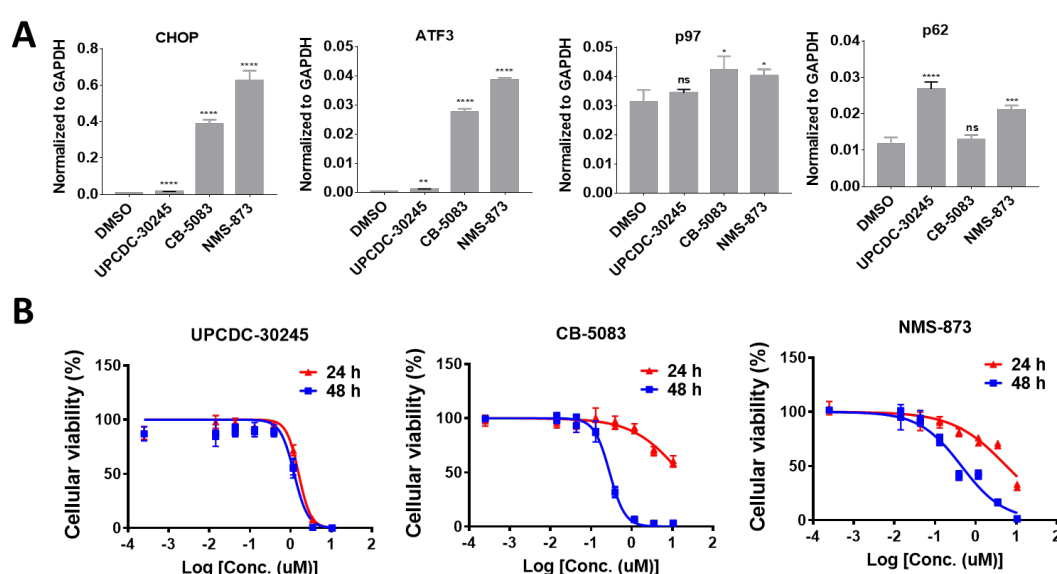 A
CHOP
Normalized to GAPDH
0.8
0.6
0.4
0.2
0.0
****
****
****
DMSO
UPCDC-30245
CB-5083
NMS-873
ATF3
Normalized to GAPDH
0.05
0.04
0.03
0.02
0.01
0.00
**
****
****
DMSO
UPCDC-30245
CB-5083
NMS-873
p97
Normalized to GAPDH
0.05
0.04
0.03
0.02
0.01
0.00
ns
*
*
DMSO
UPCDC-30245
CB-5083
NMS-873
p62
Normalized to GAPDH
0.04
0.03
0.02
0.01
0.00
****
ns
***
DMSO
UPCDC-30245
CB-5083
NMS-873
B
UPCDC-30245
Cellular viability (%)
150
100
50
0
24 h
48 h
-4 -3 -2 -1 0 1 2
Log [Conc. (uM)]
CB-5083
Cellular viability (%)
150
100
50
0
24 h
48 h
-4 -3 -2 -1 0 1 2
Log [Conc. (uM)]
NMS-873
Cellular viability (%)
150
100
50
0
24 h
48 h
-4 -3 -2 -1 0 1 2
Log [Conc. (uM)]